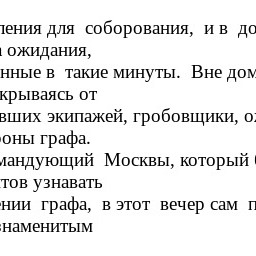 ления для соборования, и в до
ожидания,
нные в такие минуты. Вне дом
крываясь от
вших экипажей, гробовщики, о
оны графа.
мандующий Москвы, который
тов узнавать
нии графа, в этот вечер сам п
знаменитым